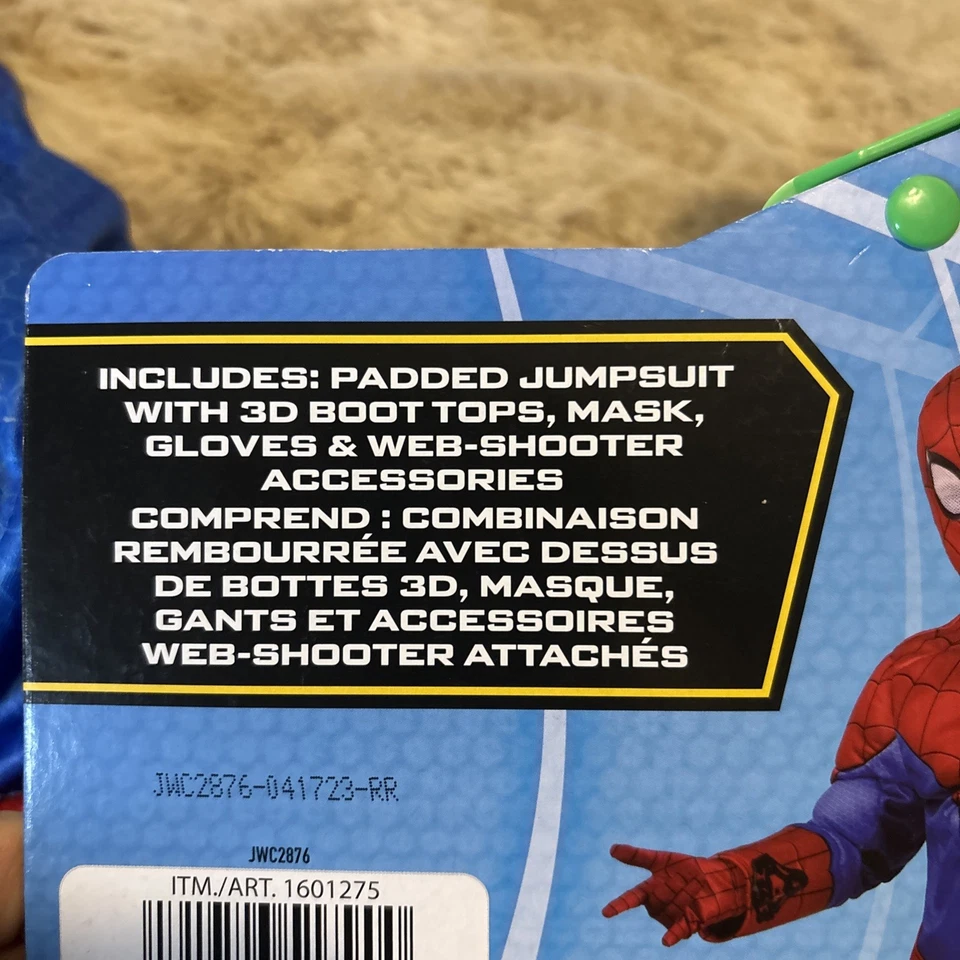 INCLUDES: PADDED JUMPSUIT
WITH 3D BOOT TOPS, MASK,
GLOVES & WEB-SHOOTER
ACCESSORIES
COMPREND : COMBINAISON
REMBOURRÉE AVEC DESSUS
DE BOTTES 3D, MASQUE,
GANTS ET ACCESSOIRES
WEB-SHOOTER ATTACHÉS
JWC2876-041723-RR
JWC2876
ITM./ART. 1601275